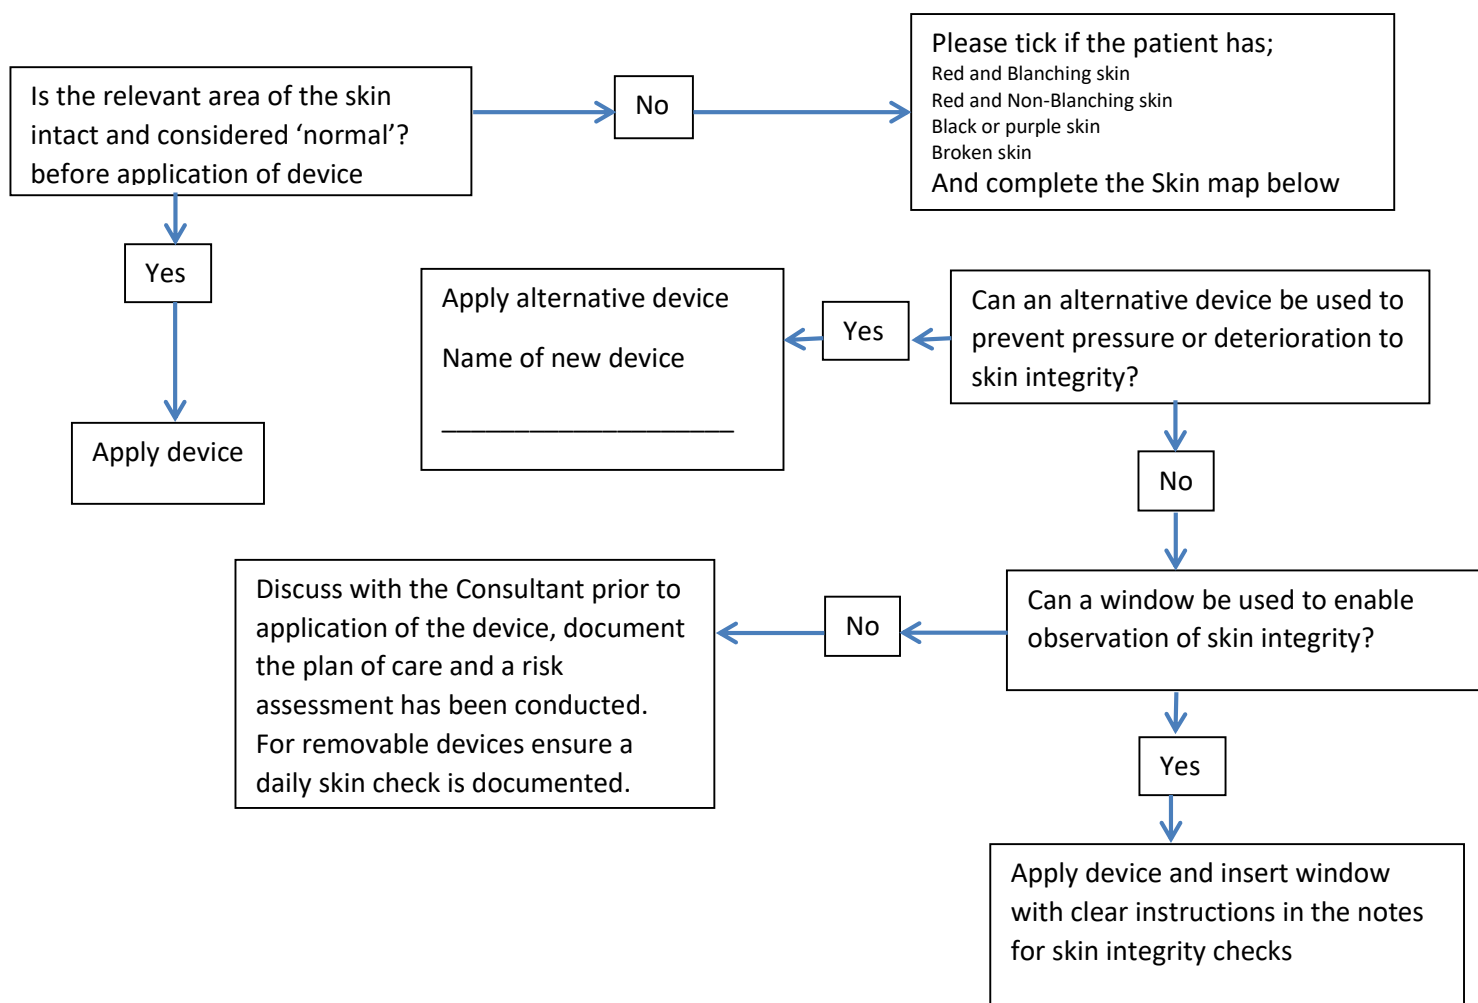 Is the relevant area of the skin
intact and considered ‘normal’?
before application of device
No
Please tick if the patient has;
Red and Blanching skin
Red and Non-Blanching skin
Black or purple skin
Broken skin
And complete the Skin map below
Yes
Apply device
Can an alternative device be used to
prevent pressure or deterioration to
skin integrity?
Yes
Apply alternative device
Name of new device
____________________
No
Can a window be used to enable
observation of skin integrity?
No
Discuss with the Consultant prior to
application of the device, document
the plan of care and a risk
assessment has been conducted.
For removable devices ensure a
daily skin check is documented.
Yes
Apply device and insert window
with clear instructions in the notes
for skin integrity checks